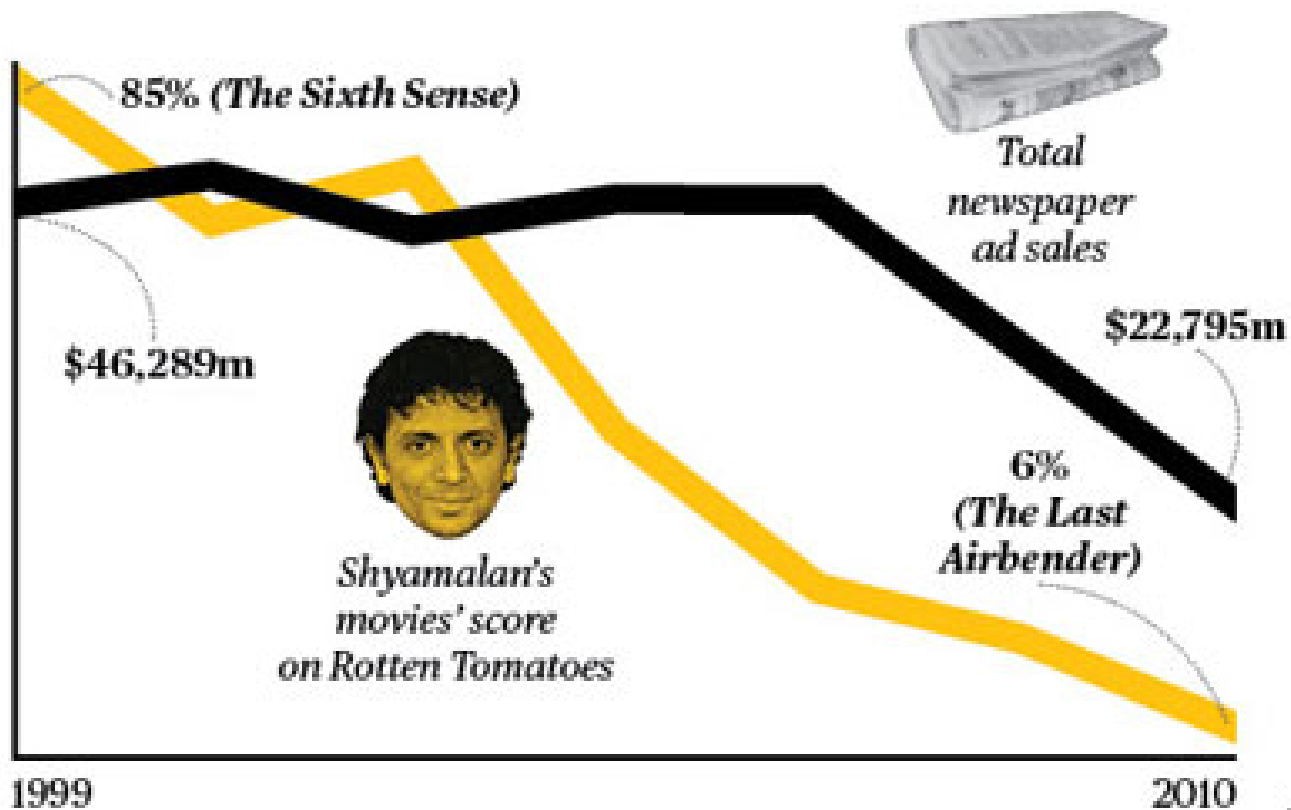 85% (The Sixth Sense)
Total
newspaper
ad sales
$46,289m
$22,795m
6%
(The Last
Airbender)
Shyamalan's
movies' score
on Rotten Tomatoes
1999
2010